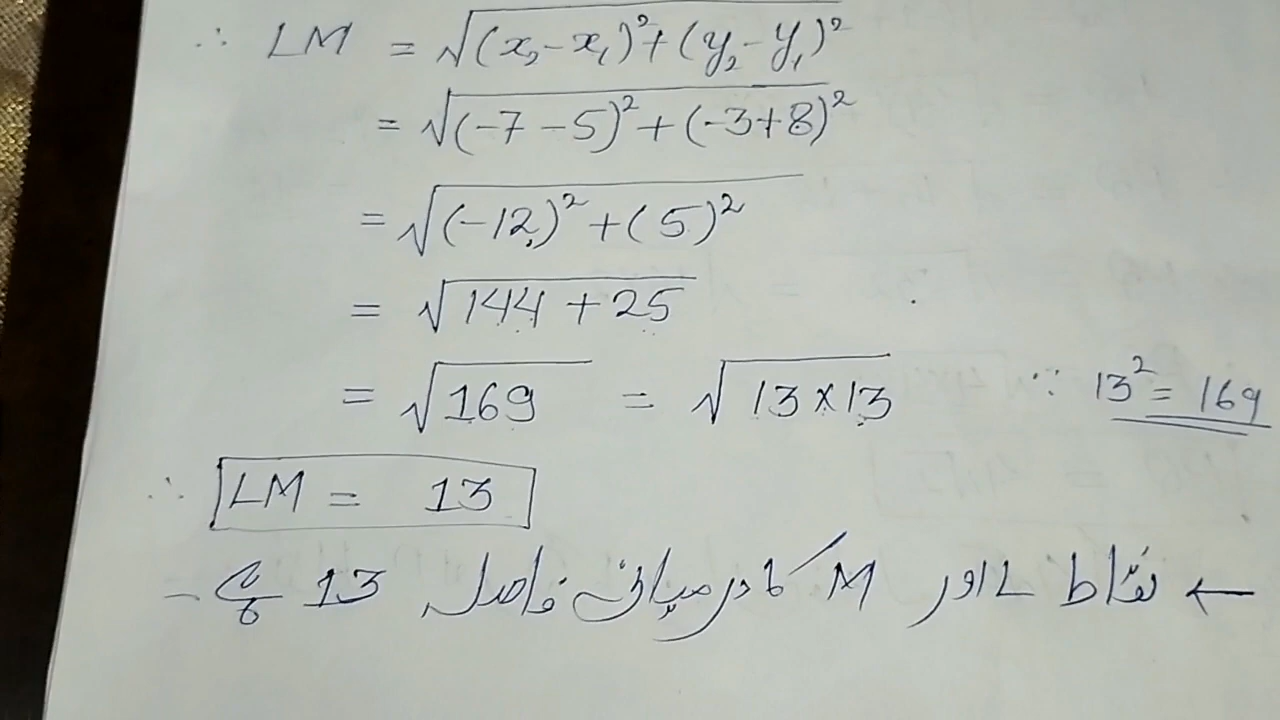 ∴ LM = √(x₂ - x₁)² + (y₂ - y₁)²
= √(-7 - 5)² + (-3 + 8)²
= √(-12)² + (5)²
= √144 + 25
= √169 = √13 × 13 ∵ 13² = 169
∴ LM = 13
← نقاط L اور M کا درمیانی فاصلہ 13 ہے ۔